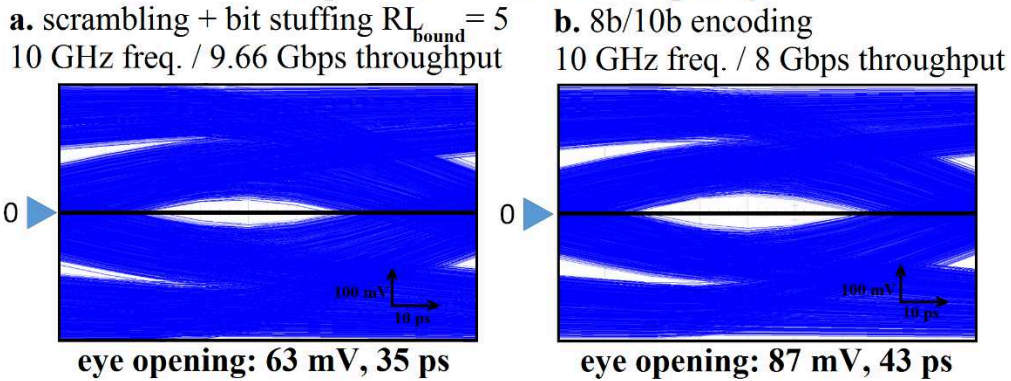 a. scrambling + bit stuffing RLbound = 5
10 GHz freq. / 9.66 Gbps throughput
0
100 mV
10 ps
eye opening: 63 mV, 35 ps
b. 8b/10b encoding
10 GHz freq. / 8 Gbps throughput
0
100 mV
10 ps
eye opening: 87 mV, 43 ps